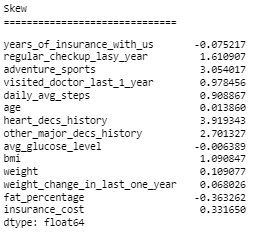 Skew
==============================
years_of_insurance_with_us -0.075217
regular_checkup_lasy_year 1.610907
adventure_sports 3.054017
visited_doctor_last_1_year 0.978456
daily_avg_steps 0.908867
age 0.013860
heart_decs_history 3.919343
other_major_decs_history 2.701327
avg_glucose_level -0.006389
bmi 1.090847
weight 0.109077
weight_change_in_last_one_year 0.068026
fat_percentage -0.363262
insurance_cost 0.331650
dtype: float64